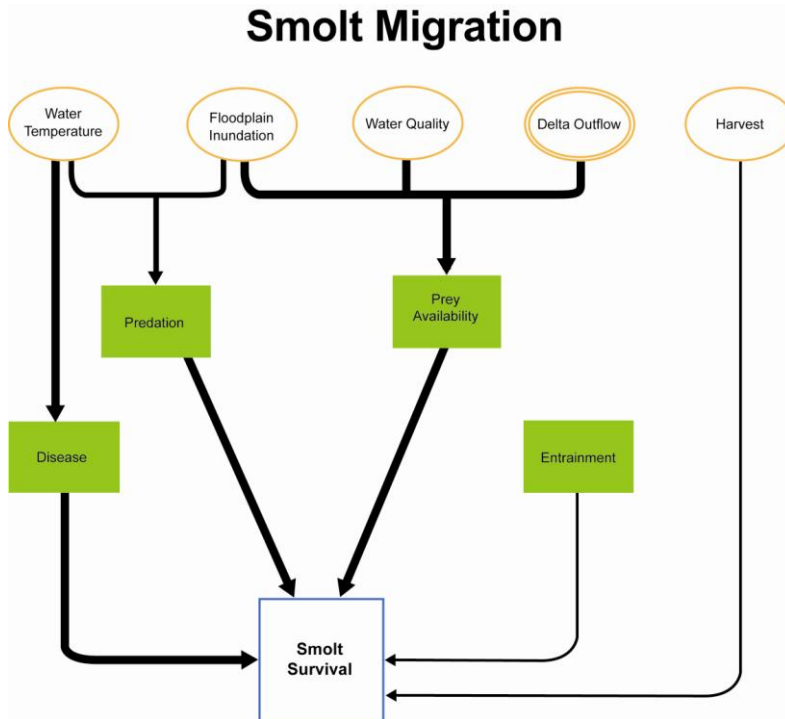 Smolt Migration
Water
Temperature
Floodplain
Inundation
Water Quality
Delta Outflow
Harvest
Predation
Prey
Availability
Disease
Entrainment
Smolt
Survival